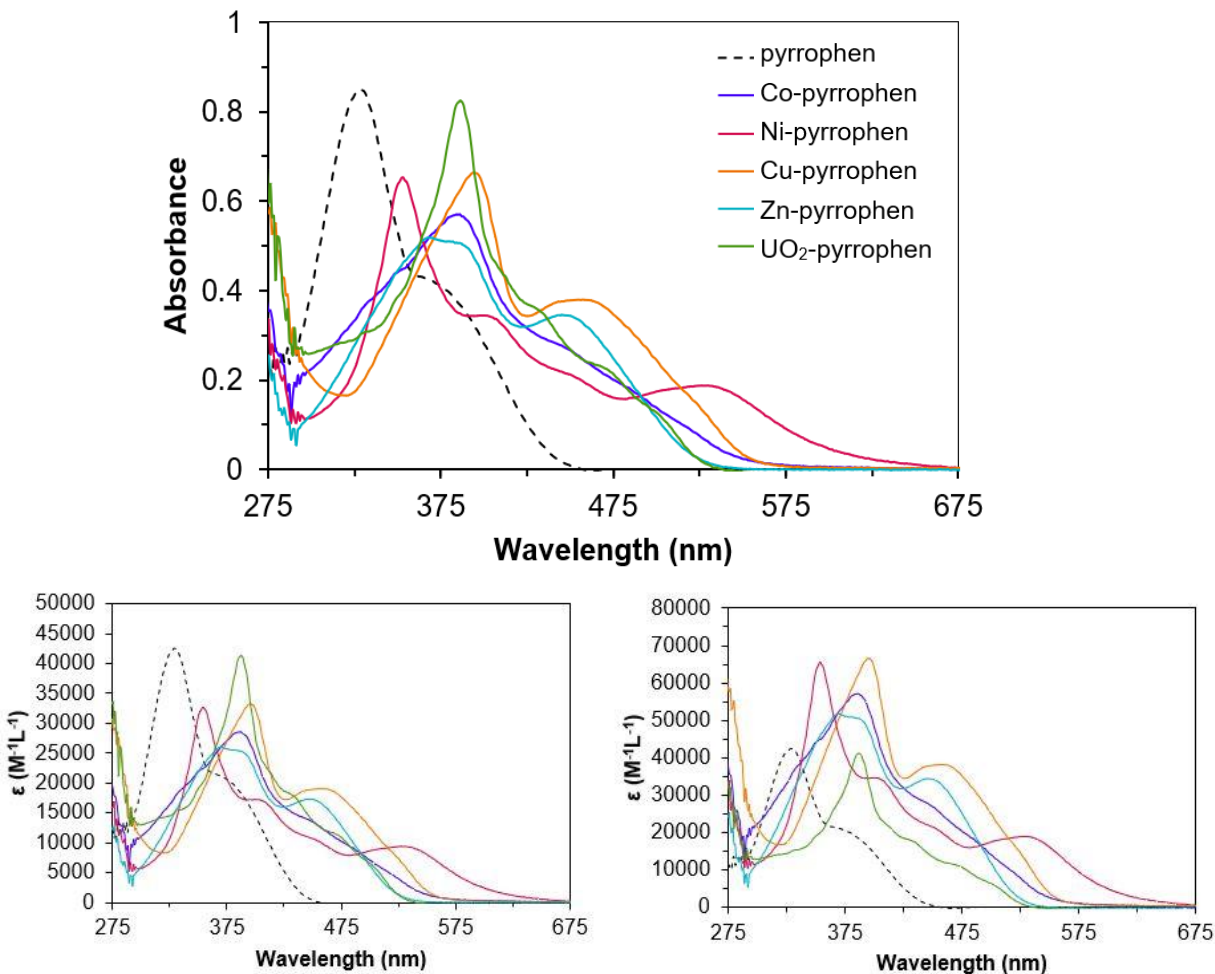 1
0.8
0.6
0.4
0.2
0
Absorbance
pyrrophen
Co-pyrrophen
Ni-pyrrophen
Cu-pyrrophen
Zn-pyrrophen
UO₂-pyrrophen
275 375 475 575 675
Wavelength (nm)
50000
45000
40000
35000
30000
25000
20000
15000
10000
5000
0
ε (M⁻¹L⁻¹)
275 375 475 575 675
Wavelength (nm)
80000
70000
60000
50000
40000
30000
20000
10000
0
ε (M⁻¹L⁻¹)
275 375 475 575 675
Wavelength (nm)